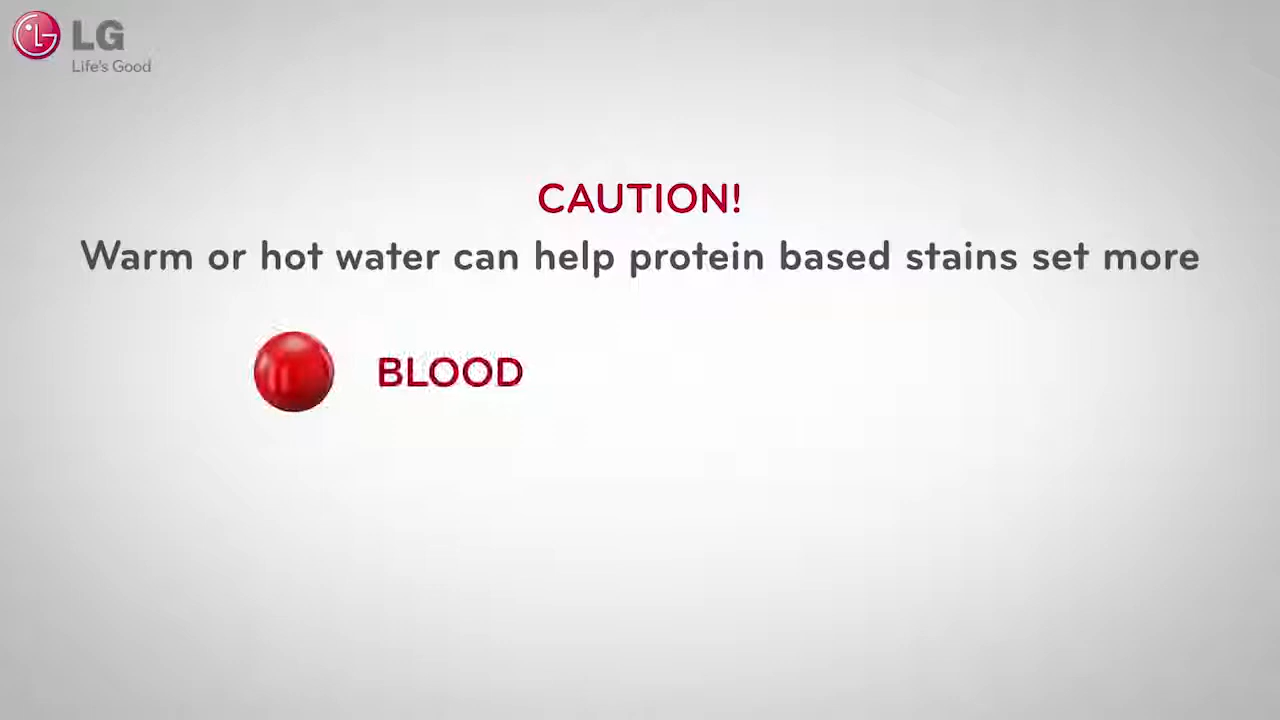 LG
Life's Good
CAUTION!
Warm or hot water can help protein based stains set more
BLOOD